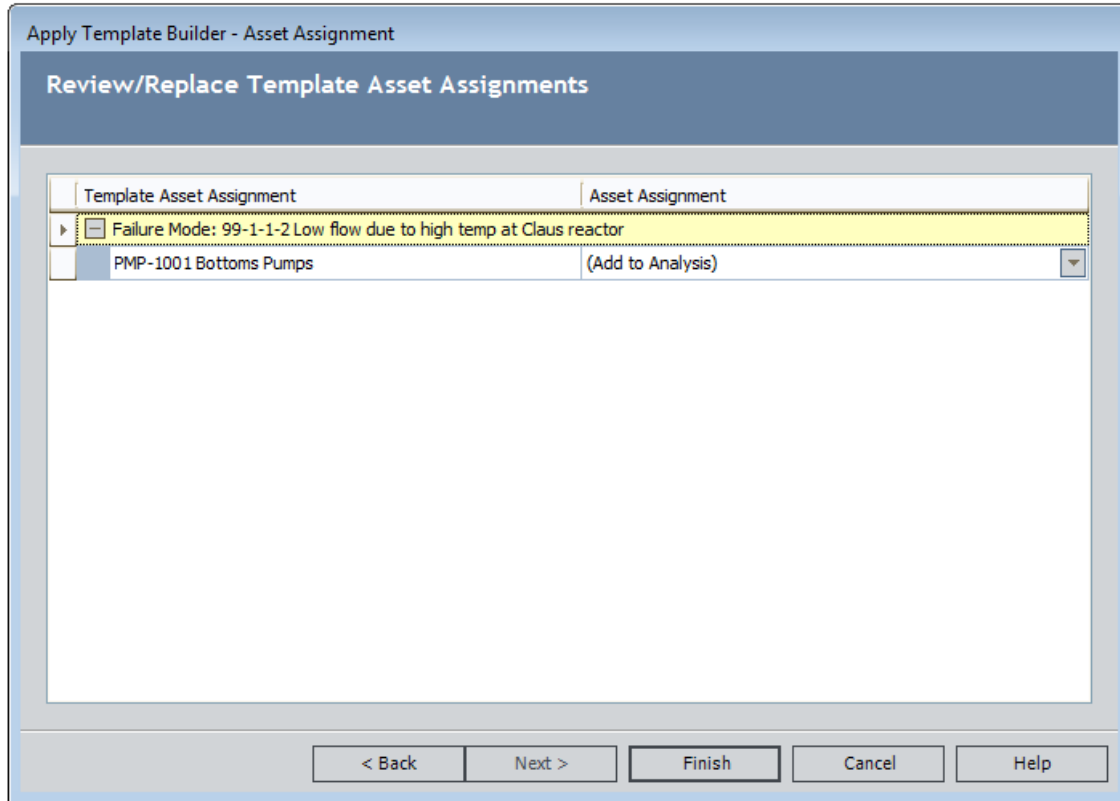 Apply Template Builder - Asset Assignment
Review/Replace Template Asset Assignments
Template Asset Assignment Asset Assignment
Failure Mode: 99-1-1-2 Low flow due to high temp at Claus reactor
PMP-1001 Bottoms Pumps (Add to Analysis)
< Back Next > Finish Cancel Help